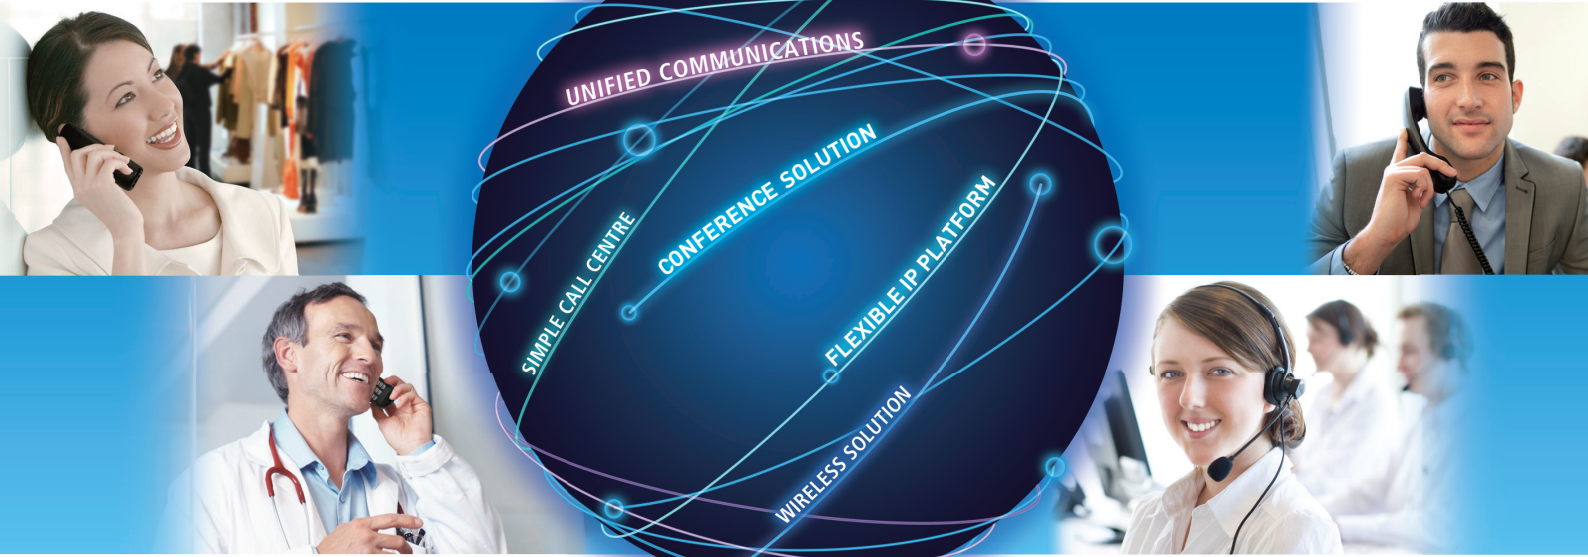 UNIFIED COMMUNICATIONS
CONFERENCE SOLUTION
SIMPLE CALL CENTRE
FLEXIBLE IP PLATFORM
WIRELESS SOLUTION